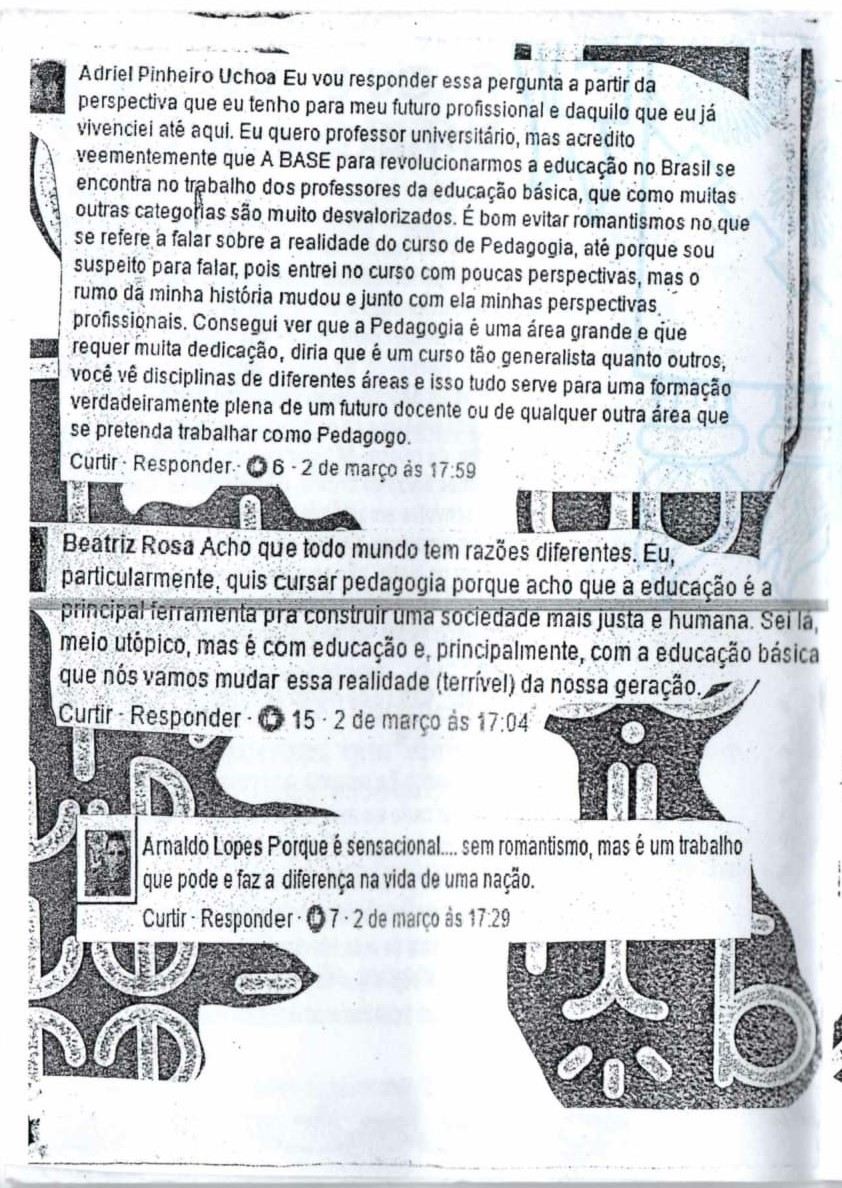 Adriel Pinheiro Uchoa Eu vou responder essa pergunta a partir da
perspectiva que eu tenho para meu futuro profissional e daquilo que eu já
vivenciei até aqui. Eu quero professor universitário, mas acredito
veementemente que A BASE para revolucionarmos a educação no Brasil se
encontra no trabalho dos professores da educação básica, que como muitas
outras categorias são muito desvalorizados. É bom evitar romantismos no que
se refere à falar sobre a realidade do curso de Pedagogia, até porque sou
suspeito para falar, pois entrei no curso com poucas perspectivas, mas o
rumo da minha história mudou e junto com ela minhas perspectivas
profissionais. Consegui ver que a Pedagogia é uma área grande e que
requer muita dedicação, diria que é um curso tão generalista quanto outros,
você vê disciplinas de diferentes áreas e isso tudo serve para uma formação
verdadeiramente plena de um futuro docente ou de qualquer outra área que
se pretenda trabalhar como Pedagogo.
Curtir · Responder · 6 · 2 de março às 17:59
Beatriz Rosa Acho que todo mundo tem razões diferentes. Eu,
particularmente, quis cursar pedagogia porque acho que a educação é a
principal ferramenta pra construir uma sociedade mais justa e humana. Sei lá,
meio utópico, mas é com educação e, principalmente, com a educação básica
que nós vamos mudar essa realidade (terrível) da nossa geração.
Curtir · Responder · 15 · 2 de março às 17:04
Arnaldo Lopes Porque é sensacional.... sem romantismo, mas é um trabalho
que pode e faz a diferença na vida de uma nação.
Curtir · Responder · 7 · 2 de março às 17:29